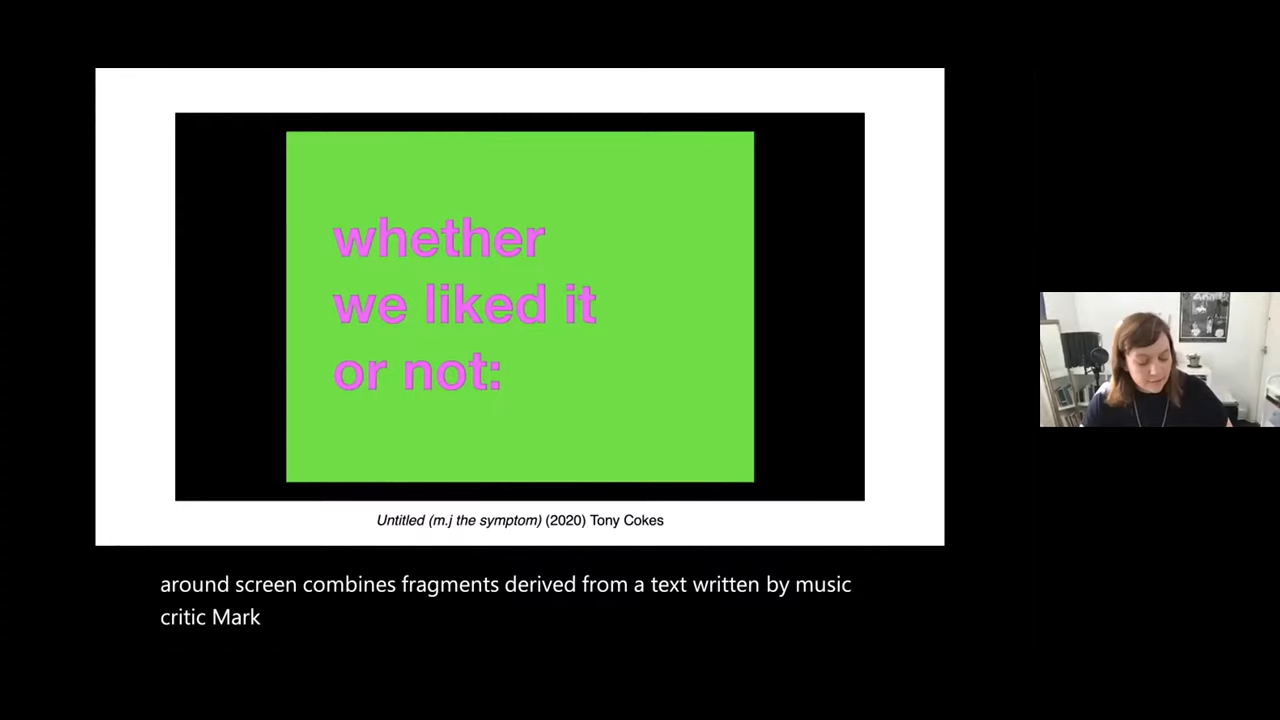 whether
we liked it
or not:
Untitled (m.j the symptom) (2020) Tony Cokes
around screen combines fragments derived from a text written by music
critic Mark